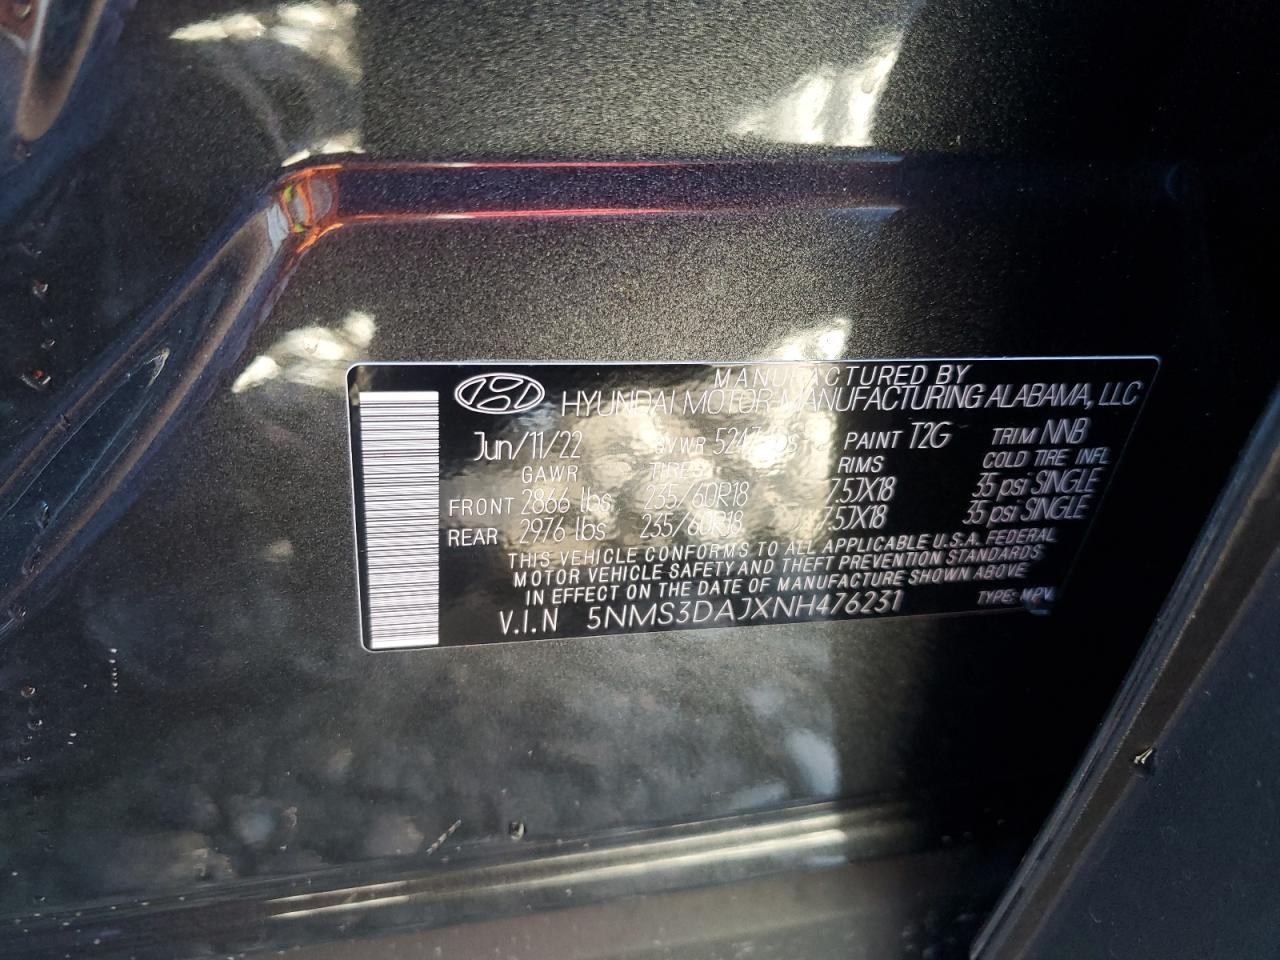 MANUFACTURED BY
HYUNDAI MOTOR MANUFACTURING ALABAMA, LLC
Jun/11/22 GVWR 5247 lbs PAINT T2G TRIM NNB
GAWR TIRES RIMS COLD TIRE INFL
FRONT 2866 lbs 235/60R18 7.5JX18 35 psi SINGLE
REAR 2976 lbs 235/60R18 7.5JX18 35 psi SINGLE
THIS VEHICLE CONFORMS TO ALL APPLICABLE U.S.A. FEDERAL
MOTOR VEHICLE SAFETY AND THEFT PREVENTION STANDARDS
IN EFFECT ON THE DATE OF MANUFACTURE SHOWN ABOVE
V.I.N 5NMS3DAJXNH476231 TYPE: MPV